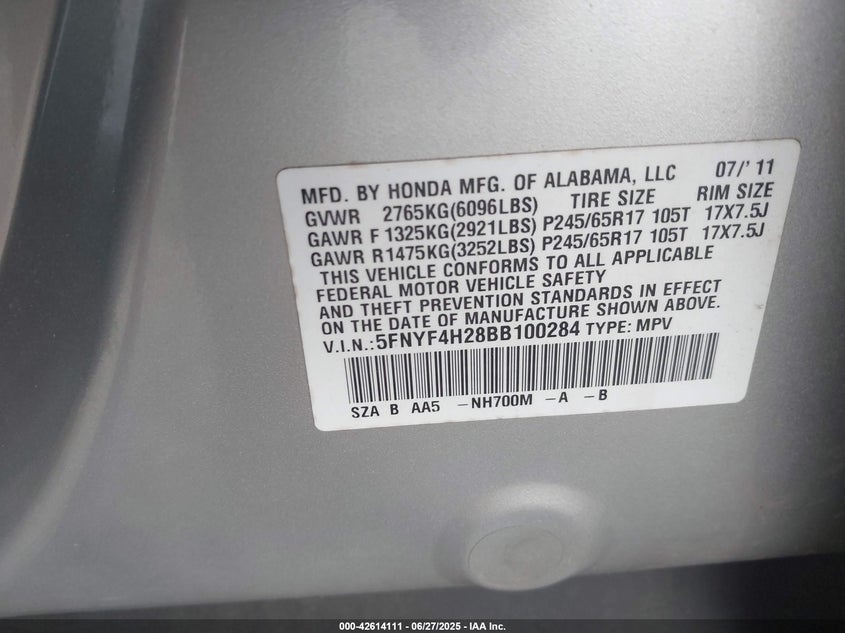 MFD. BY HONDA MFG. OF ALABAMA, LLC 07/' 11
GVWR 2765KG(6096LBS) TIRE SIZE RIM SIZE
GAWR F 1325KG(2921LBS) P245/65R17 105T 17X7.5J
GAWR R1475KG(3252LBS) P245/65R17 105T 17X7.5J
THIS VEHICLE CONFORMS TO ALL APPLICABLE
FEDERAL MOTOR VEHICLE SAFETY
AND THEFT PREVENTION STANDARDS IN EFFECT
ON THE DATE OF MANUFACTURE SHOWN ABOVE.
V.I.N.:5FNYF4H28BB100284 TYPE: MPV
SZA B AA5 -NH700M -A -B
000-42614111 - 06/27/2025 - IAA Inc.